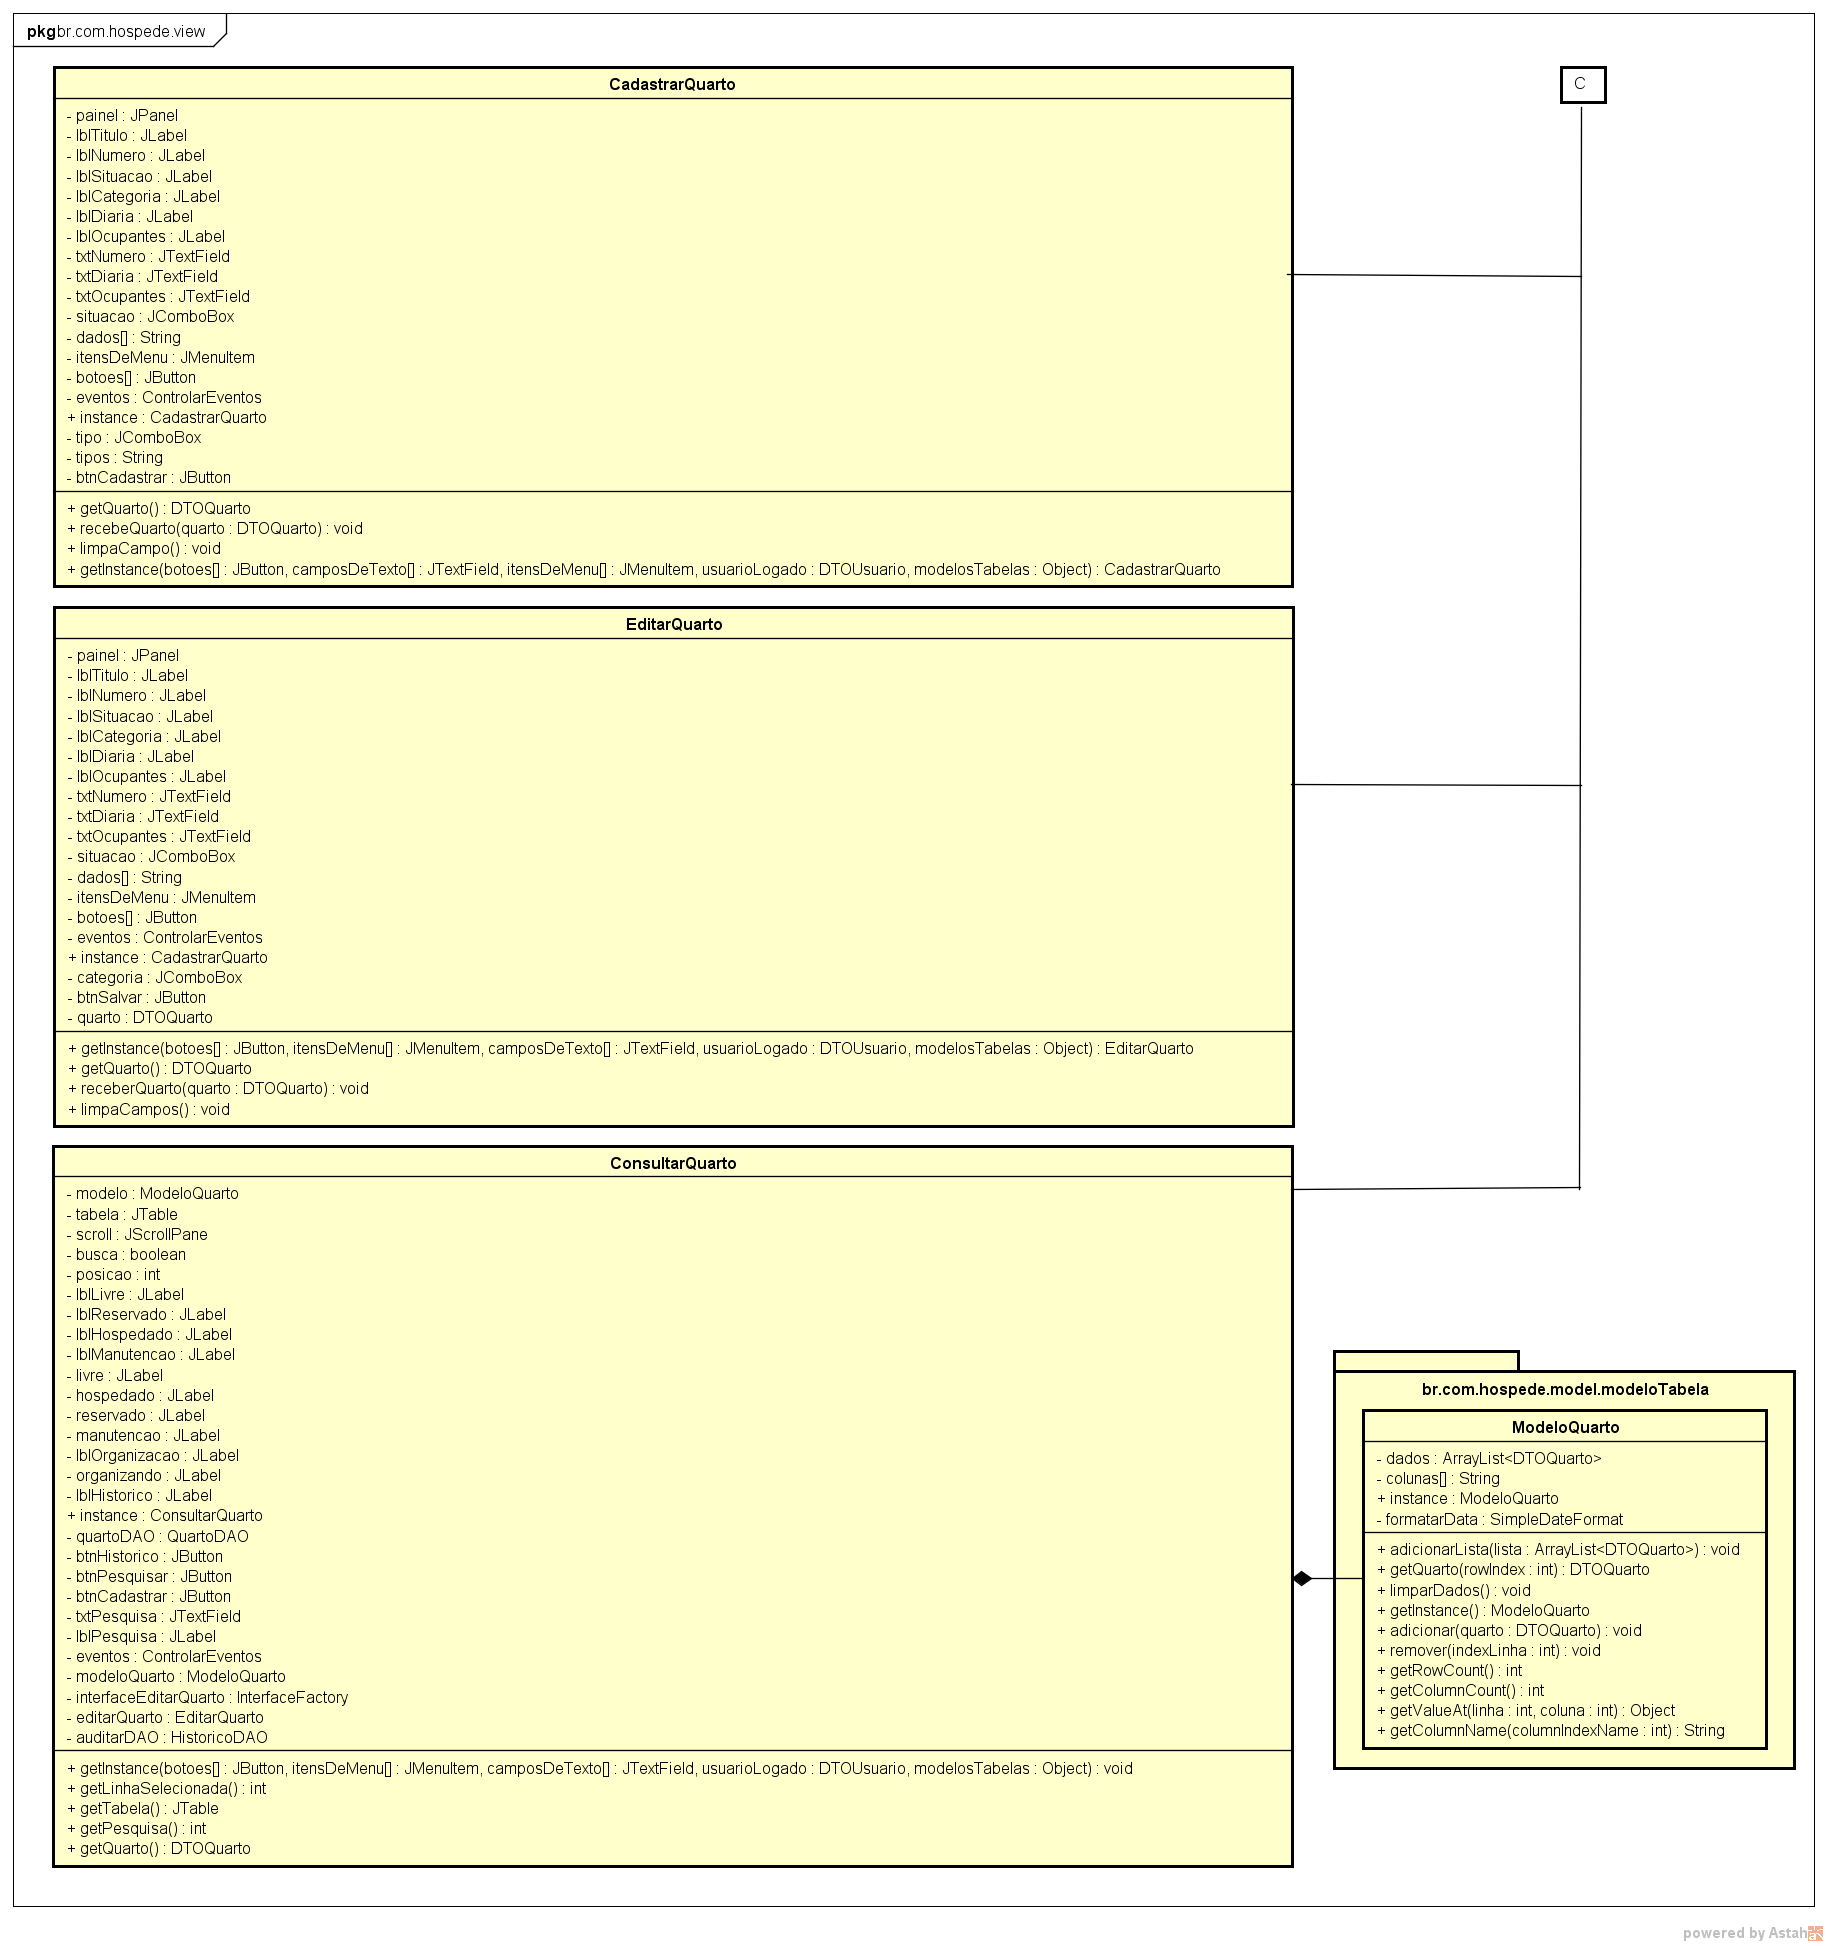 pkg br.com.hospede.view
CadastrarQuarto
- painel : JPanel
- lblTitulo : JLabel
- lblNumero : JLabel
- lblSituacao : JLabel
- lblCategoria : JLabel
- lblDiaria : JLabel
- lblOcupantes : JLabel
- txtNumero : JTextField
- txtDiaria : JTextField
- txtOcupantes : JTextField
- situacao : JComboBox
- dados[] : String
- itensDeMenu : JMenuItem
- botoes[] : JButton
- eventos : ControlarEventos
+ instance : CadastrarQuarto
- tipo : JComboBox
- tipos : String
- btnCadastrar : JButton
+ getQuarto() : DTOQuarto
+ recebeQuarto(quarto : DTOQuarto) : void
+ limpaCampo() : void
+ getInstance(botoes[] : JButton, camposDeTexto[] : JTextField, itensDeMenu[] : JMenuItem, usuarioLogado : DTOUsuario, modelosTabelas : Object) : CadastrarQuarto
C
EditarQuarto
- painel : JPanel
- lblTitulo : JLabel
- lblNumero : JLabel
- lblSituacao : JLabel
- lblCategoria : JLabel
- lblDiaria : JLabel
- lblOcupantes : JLabel
- txtNumero : JTextField
- txtDiaria : JTextField
- txtOcupantes : JTextField
- situacao : JComboBox
- dados[] : String
- itensDeMenu : JMenuItem
- botoes[] : JButton
- eventos : ControlarEventos
+ instance : CadastrarQuarto
- categoria : JComboBox
- btnSalvar : JButton
- quarto : DTOQuarto
+ getInstance(botoes[] : JButton, itensDeMenu[] : JMenuItem, camposDeTexto[] : JTextField, usuarioLogado : DTOUsuario, modelosTabelas : Object) : EditarQuarto
+ getQuarto() : DTOQuarto
+ receberQuarto(quarto : DTOQuarto) : void
+ limpaCampos() : void
ConsultarQuarto
- modelo : ModeloQuarto
- tabela : JTable
- scroll : JScrollPane
- busca : boolean
- posicao : int
- lblLivre : JLabel
- lblReservado : JLabel
- lblHospedado : JLabel
- lblManutencao : JLabel
- livre : JLabel
- hospedado : JLabel
- reservado : JLabel
- manutencao : JLabel
- lblOrganizacao : JLabel
- organizando : JLabel
- lblHistorico : JLabel
+ instance : ConsultarQuarto
- quartoDAO : QuartoDAO
- btnHistorico : JButton
- btnPesquisar : JButton
- btnCadastrar : JButton
- txtPesquisa : JTextField
- lblPesquisa : JLabel
- eventos : ControlarEventos
- modeloQuarto : ModeloQuarto
- interfaceEditarQuarto : InterfaceFactory
- editarQuarto : EditarQuarto
- auditarDAO : HistoricoDAO
+ getInstance(botoes[] : JButton, itensDeMenu[] : JMenuItem, camposDeTexto[] : JTextField, usuarioLogado : DTOUsuario, modelosTabelas : Object) : void
+ getLinhaSelecionada() : int
+ getTabela() : JTable
+ getPesquisa() : int
+ getQuarto() : DTOQuarto
br.com.hospede.model.modeloTabela
ModeloQuarto
- dados : ArrayList<DTOQuarto>
- colunas[] : String
+ instance : ModeloQuarto
- formatarData : SimpleDateFormat
+ adicionarLista(lista : ArrayList<DTOQuarto>) : void
+ getQuarto(rowIndex : int) : DTOQuarto
+ limparDados() : void
+ getInstance() : ModeloQuarto
+ adicionar(quarto : DTOQuarto) : void
+ remover(indexLinha : int) : void
+ getRowCount() : int
+ getColumnCount() : int
+ getValueAt(linha : int, coluna : int) : Object
+ getColumnName(columnIndexName : int) : String
powered by Astah